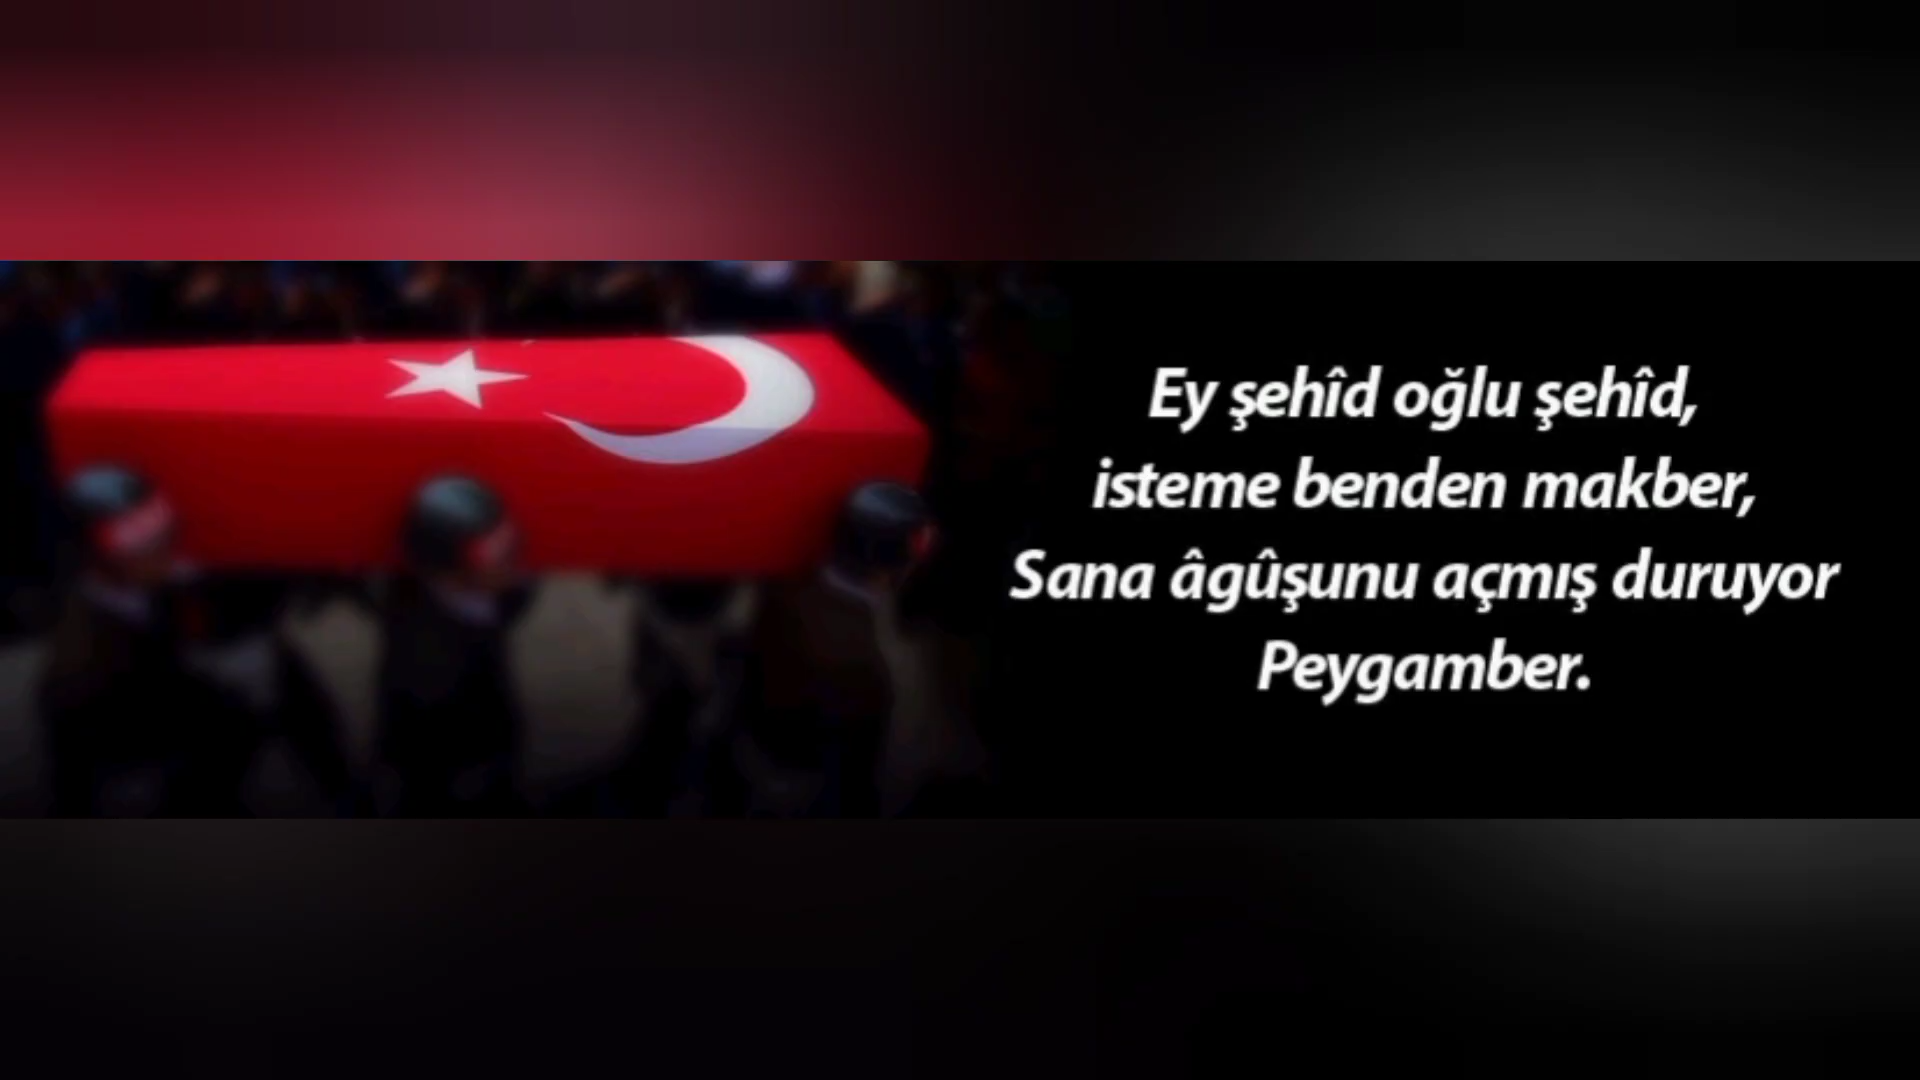 Ey şehîd oğlu şehîd,
isteme benden makber,
Sana âgûşunu açmış duruyor
Peygamber.